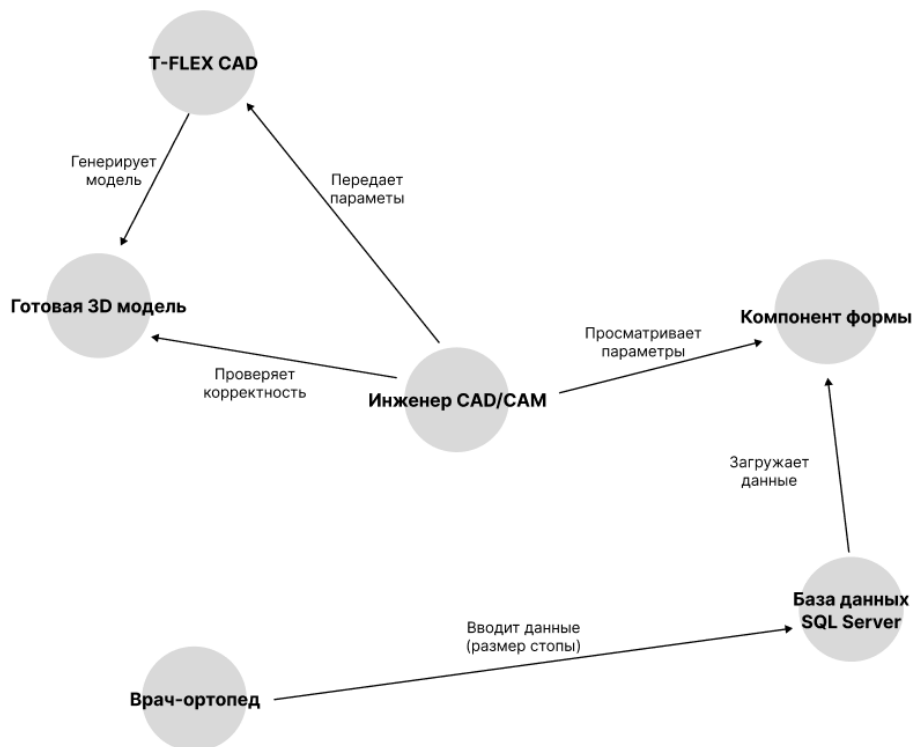 T-FLEX CAD
Генерирует
модель
Передает
параметы
Готовая 3D модель
Компонент формы
Просматривает
параметры
Проверяет
корректность
Инженер CAD/CAM
Загружает
данные
База данных
SQL Server
Вводит данные
(размер стопы)
Врач-ортопед